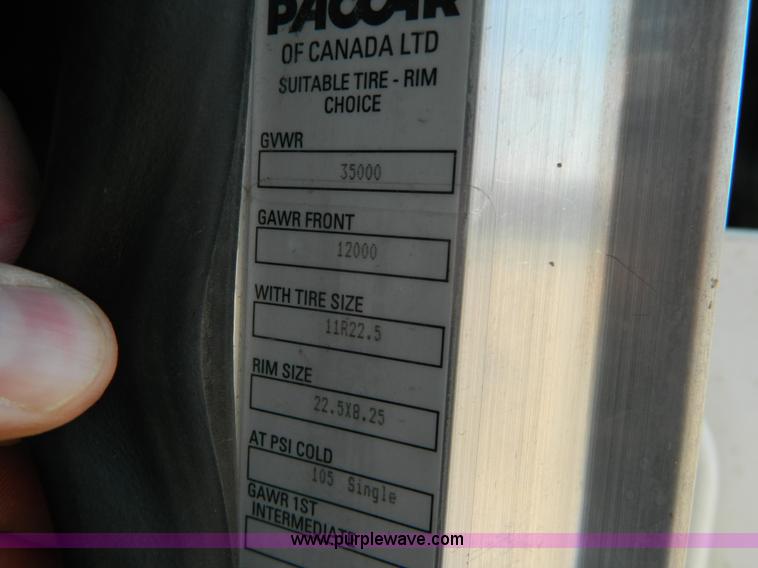 PACCAR
OF CANADA LTD
SUITABLE TIRE - RIM
CHOICE
GVWR
35000
GAWR FRONT
12000
WITH TIRE SIZE
11R22.5
RIM SIZE
22.5X8.25
AT PSI COLD
105 Single
GAWR 1ST
INTERMEDIATE
www.purplewave.com